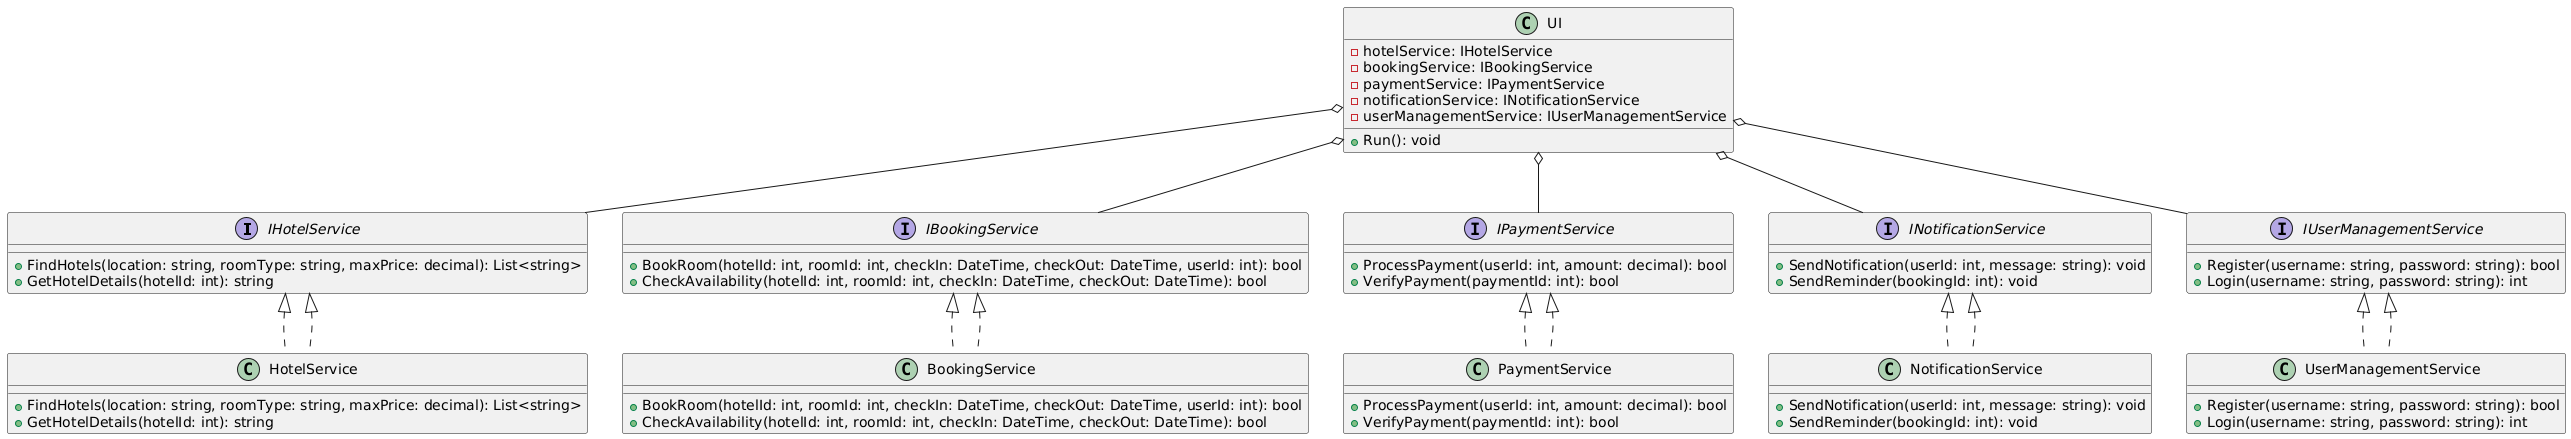 C UI
hotelService: IHotelService
bookingService: IBookingService
paymentService: IPaymentService
notificationService: INotificationService
userManagementService: IUserManagementService
Run(): void
I IHotelService
FindHotels(location: string, roomType: string, maxPrice: decimal): List<string>
GetHotelDetails(hotelId: int): string
I IBookingService
BookRoom(hotelId: int, roomId: int, checkIn: DateTime, checkOut: DateTime, userId: int): bool
CheckAvailability(hotelId: int, roomId: int, checkIn: DateTime, checkOut: DateTime): bool
I IPaymentService
ProcessPayment(userId: int, amount: decimal): bool
VerifyPayment(paymentId: int): bool
I INotificationService
SendNotification(userId: int, message: string): void
SendReminder(bookingId: int): void
I IUserManagementService
Register(username: string, password: string): bool
Login(username: string, password: string): int
C HotelService
FindHotels(location: string, roomType: string, maxPrice: decimal): List<string>
GetHotelDetails(hotelId: int): string
C BookingService
BookRoom(hotelId: int, roomId: int, checkIn: DateTime, checkOut: DateTime, userId: int): bool
CheckAvailability(hotelId: int, roomId: int, checkIn: DateTime, checkOut: DateTime): bool
C PaymentService
ProcessPayment(userId: int, amount: decimal): bool
VerifyPayment(paymentId: int): bool
C NotificationService
SendNotification(userId: int, message: string): void
SendReminder(bookingId: int): void
C UserManagementService
Register(username: string, password: string): bool
Login(username: string, password: string): int